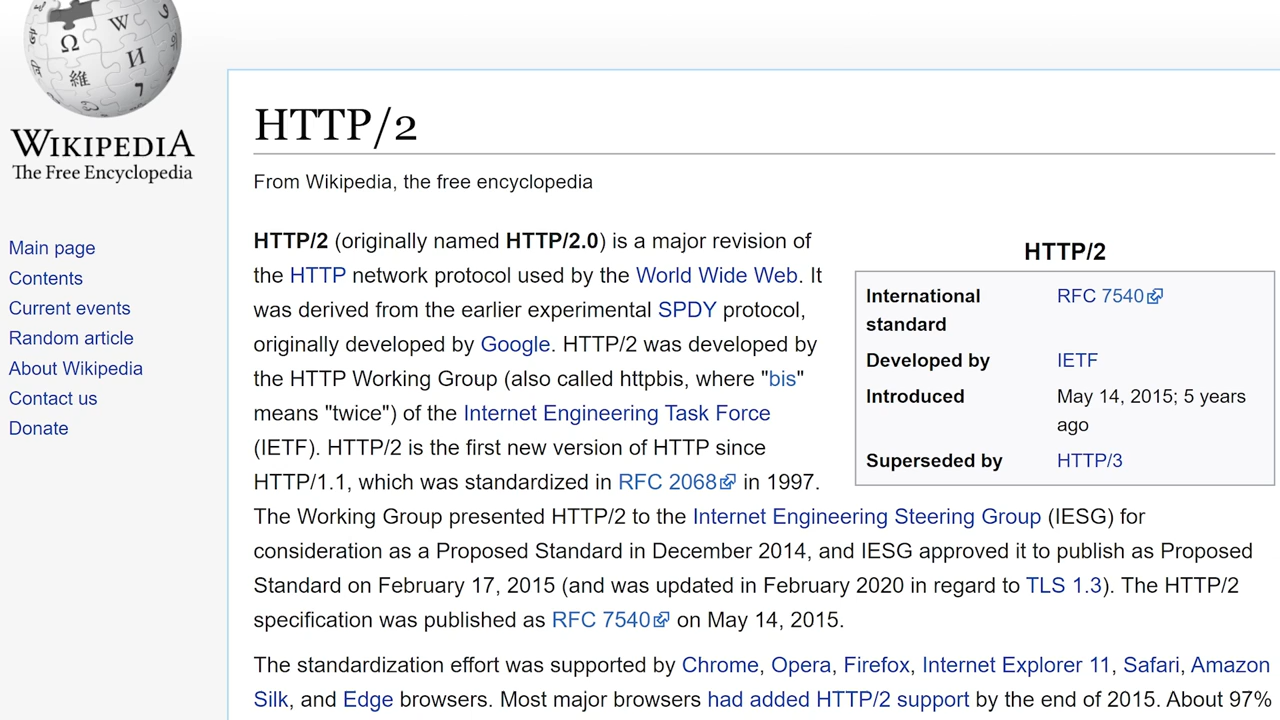 WIKIPEDIA
The Free Encyclopedia
Main page
Contents
Current events
Random article
About Wikipedia
Contact us
Donate
HTTP/2
From Wikipedia, the free encyclopedia
HTTP/2 (originally named HTTP/2.0) is a major revision of
the HTTP network protocol used by the World Wide Web. It
was derived from the earlier experimental SPDY protocol,
originally developed by Google. HTTP/2 was developed by
the HTTP Working Group (also called httpbis, where "bis"
means "twice") of the Internet Engineering Task Force
(IETF). HTTP/2 is the first new version of HTTP since
HTTP/1.1, which was standardized in RFC 2068 in 1997.
The Working Group presented HTTP/2 to the Internet Engineering Steering Group (IESG) for
consideration as a Proposed Standard in December 2014, and IESG approved it to publish as Proposed
Standard on February 17, 2015 (and was updated in February 2020 in regard to TLS 1.3). The HTTP/2
specification was published as RFC 7540 on May 14, 2015.
The standardization effort was supported by Chrome, Opera, Firefox, Internet Explorer 11, Safari, Amazon
Silk, and Edge browsers. Most major browsers had added HTTP/2 support by the end of 2015. About 97%
HTTP/2
International RFC 7540
standard
Developed by IETF
Introduced May 14, 2015; 5 years
ago
Superseded by HTTP/3